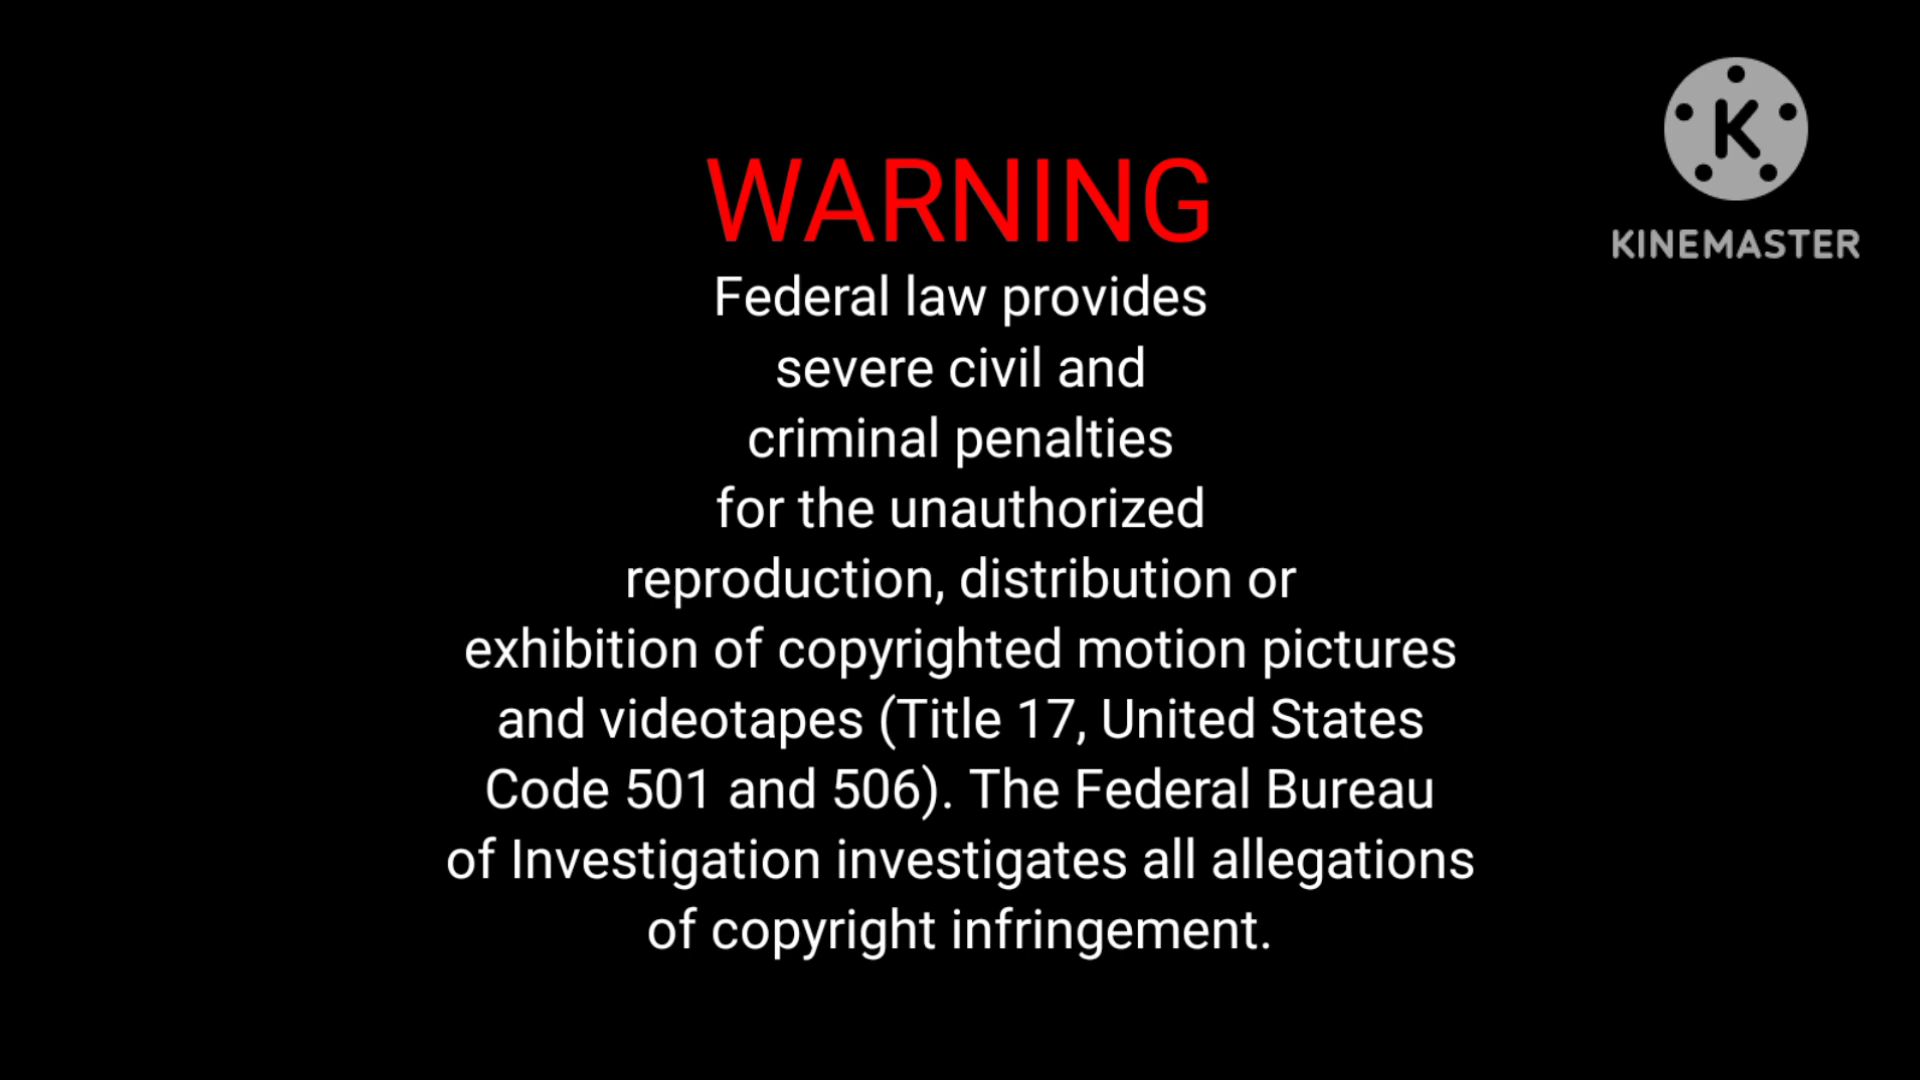 WARNING
Federal law provides
severe civil and
criminal penalties
for the unauthorized
reproduction, distribution or
exhibition of copyrighted motion pictures
and videotapes (Title 17, United States
Code 501 and 506). The Federal Bureau
of Investigation investigates all allegations
of copyright infringement.
K
KINEMASTER